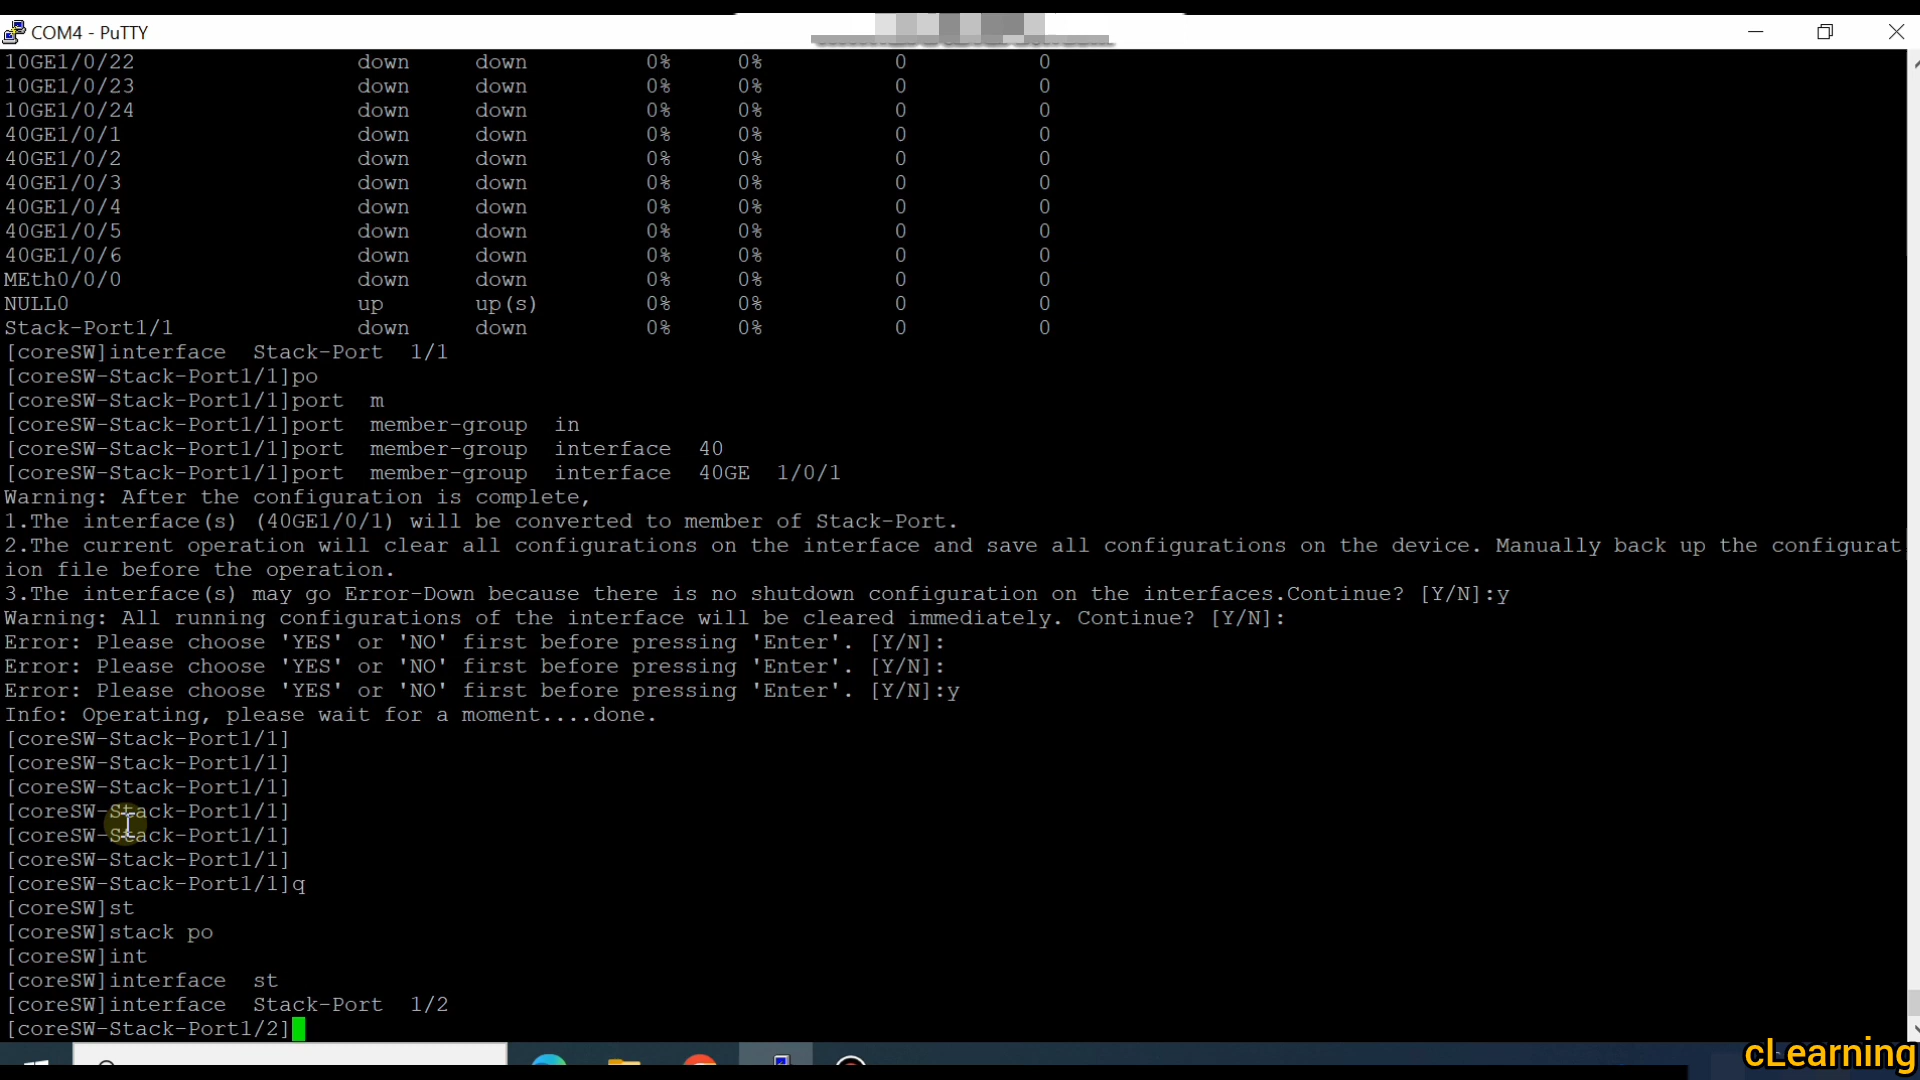 COM4 - PuTTY
10GE1/0/22 down down 0% 0% 0 0
10GE1/0/23 down down 0% 0% 0 0
10GE1/0/24 down down 0% 0% 0 0
40GE1/0/1 down down 0% 0% 0 0
40GE1/0/2 down down 0% 0% 0 0
40GE1/0/3 down down 0% 0% 0 0
40GE1/0/4 down down 0% 0% 0 0
40GE1/0/5 down down 0% 0% 0 0
40GE1/0/6 down down 0% 0% 0 0
MEth0/0/0 down down 0% 0% 0 0
NULL0 up up(s) 0% 0% 0 0
Stack-Port1/1 down down 0% 0% 0 0
[coreSW]interface Stack-Port 1/1
[coreSW-Stack-Port1/1]po
[coreSW-Stack-Port1/1]port m
[coreSW-Stack-Port1/1]port member-group in
[coreSW-Stack-Port1/1]port member-group interface 40
[coreSW-Stack-Port1/1]port member-group interface 40GE 1/0/1
Warning: After the configuration is complete,
1.The interface(s) (40GE1/0/1) will be converted to member of Stack-Port.
2.The current operation will clear all configurations on the interface and save all configurations on the device. Manually back up the configurat
ion file before the operation.
3.The interface(s) may go Error-Down because there is no shutdown configuration on the interfaces.Continue? [Y/N]:y
Warning: All running configurations of the interface will be cleared immediately. Continue? [Y/N]:
Error: Please choose 'YES' or 'NO' first before pressing 'Enter'. [Y/N]:
Error: Please choose 'YES' or 'NO' first before pressing 'Enter'. [Y/N]:
Error: Please choose 'YES' or 'NO' first before pressing 'Enter'. [Y/N]:y
Info: Operating, please wait for a moment....done.
[coreSW-Stack-Port1/1]
[coreSW-Stack-Port1/1]
[coreSW-Stack-Port1/1]
[coreSW-Stack-Port1/1]
[coreSW-Stack-Port1/1]
[coreSW-Stack-Port1/1]
[coreSW-Stack-Port1/1]q
[coreSW]st
[coreSW]stack po
[coreSW]int
[coreSW]interface st
[coreSW]interface Stack-Port 1/2
[coreSW-Stack-Port1/2]
cLearning